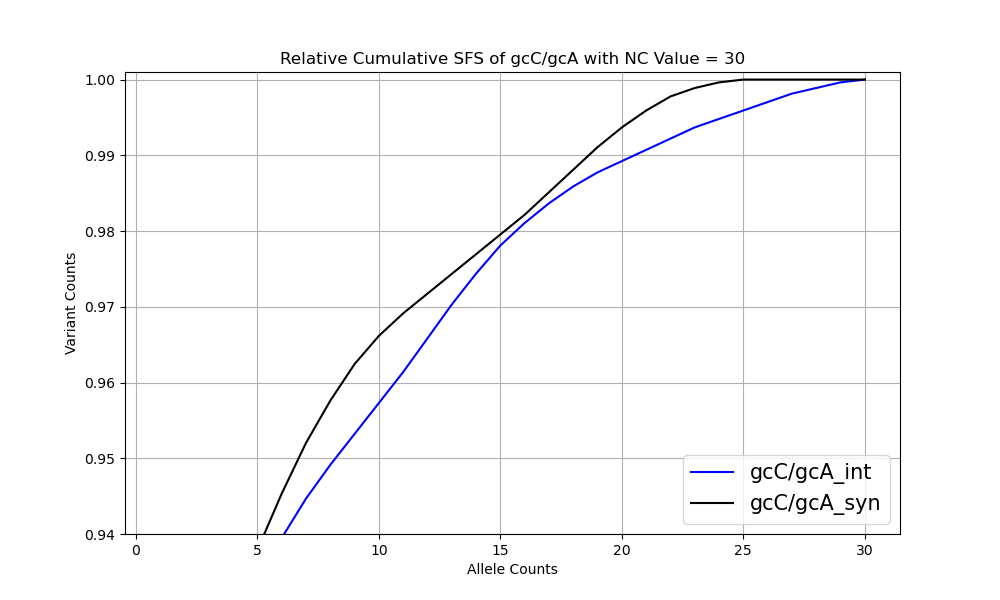 Relative Cumulative SFS of gcC/gcA with NC Value = 30
1.00
0.99
0.98
0.97
0.96
0.95
0.94
Variant Counts
0 5 10 15 20 25 30
Allele Counts
gcC/gcA_int
gcC/gcA_syn